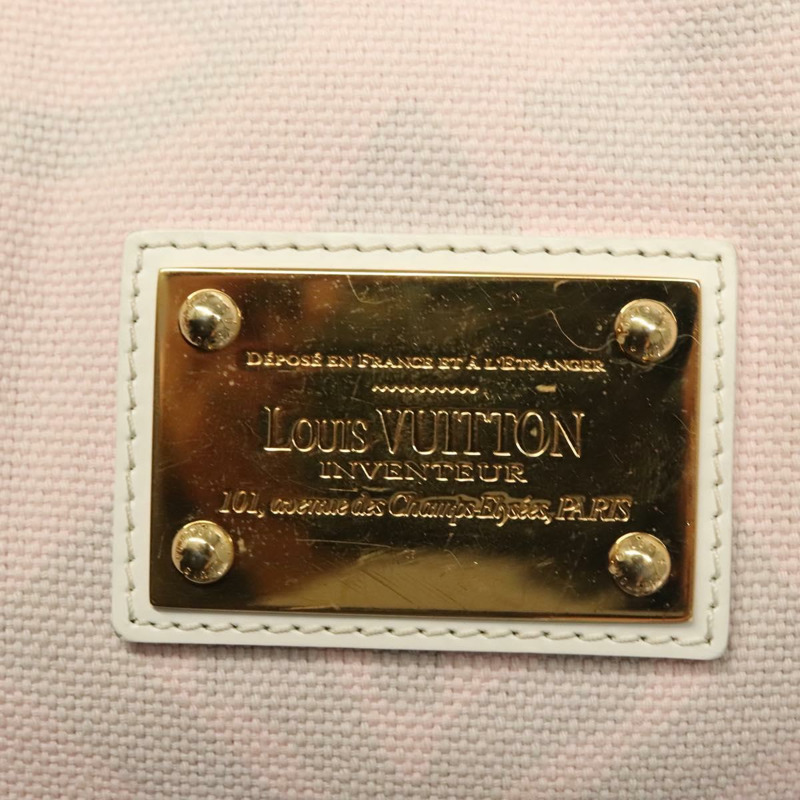 DÉPOSÉ EN FRANCE ET À L'ETRANGER
LOUIS VUITTON
INVENTEUR
101, avenue des Champs-Elysées, PARIS